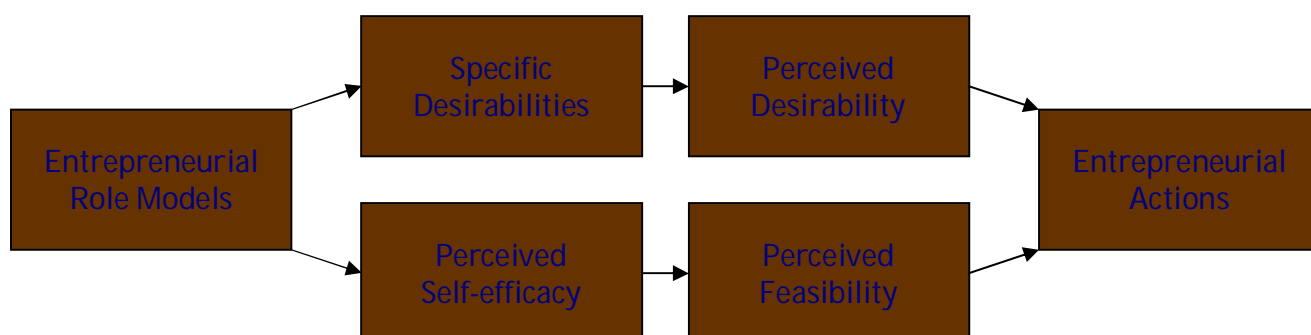 Entrepreneurial
Role Models
Specific
Desirabilities
Perceived
Desirability
Perceived
Self-efficacy
Perceived
Feasibility
Entrepreneurial
Actions